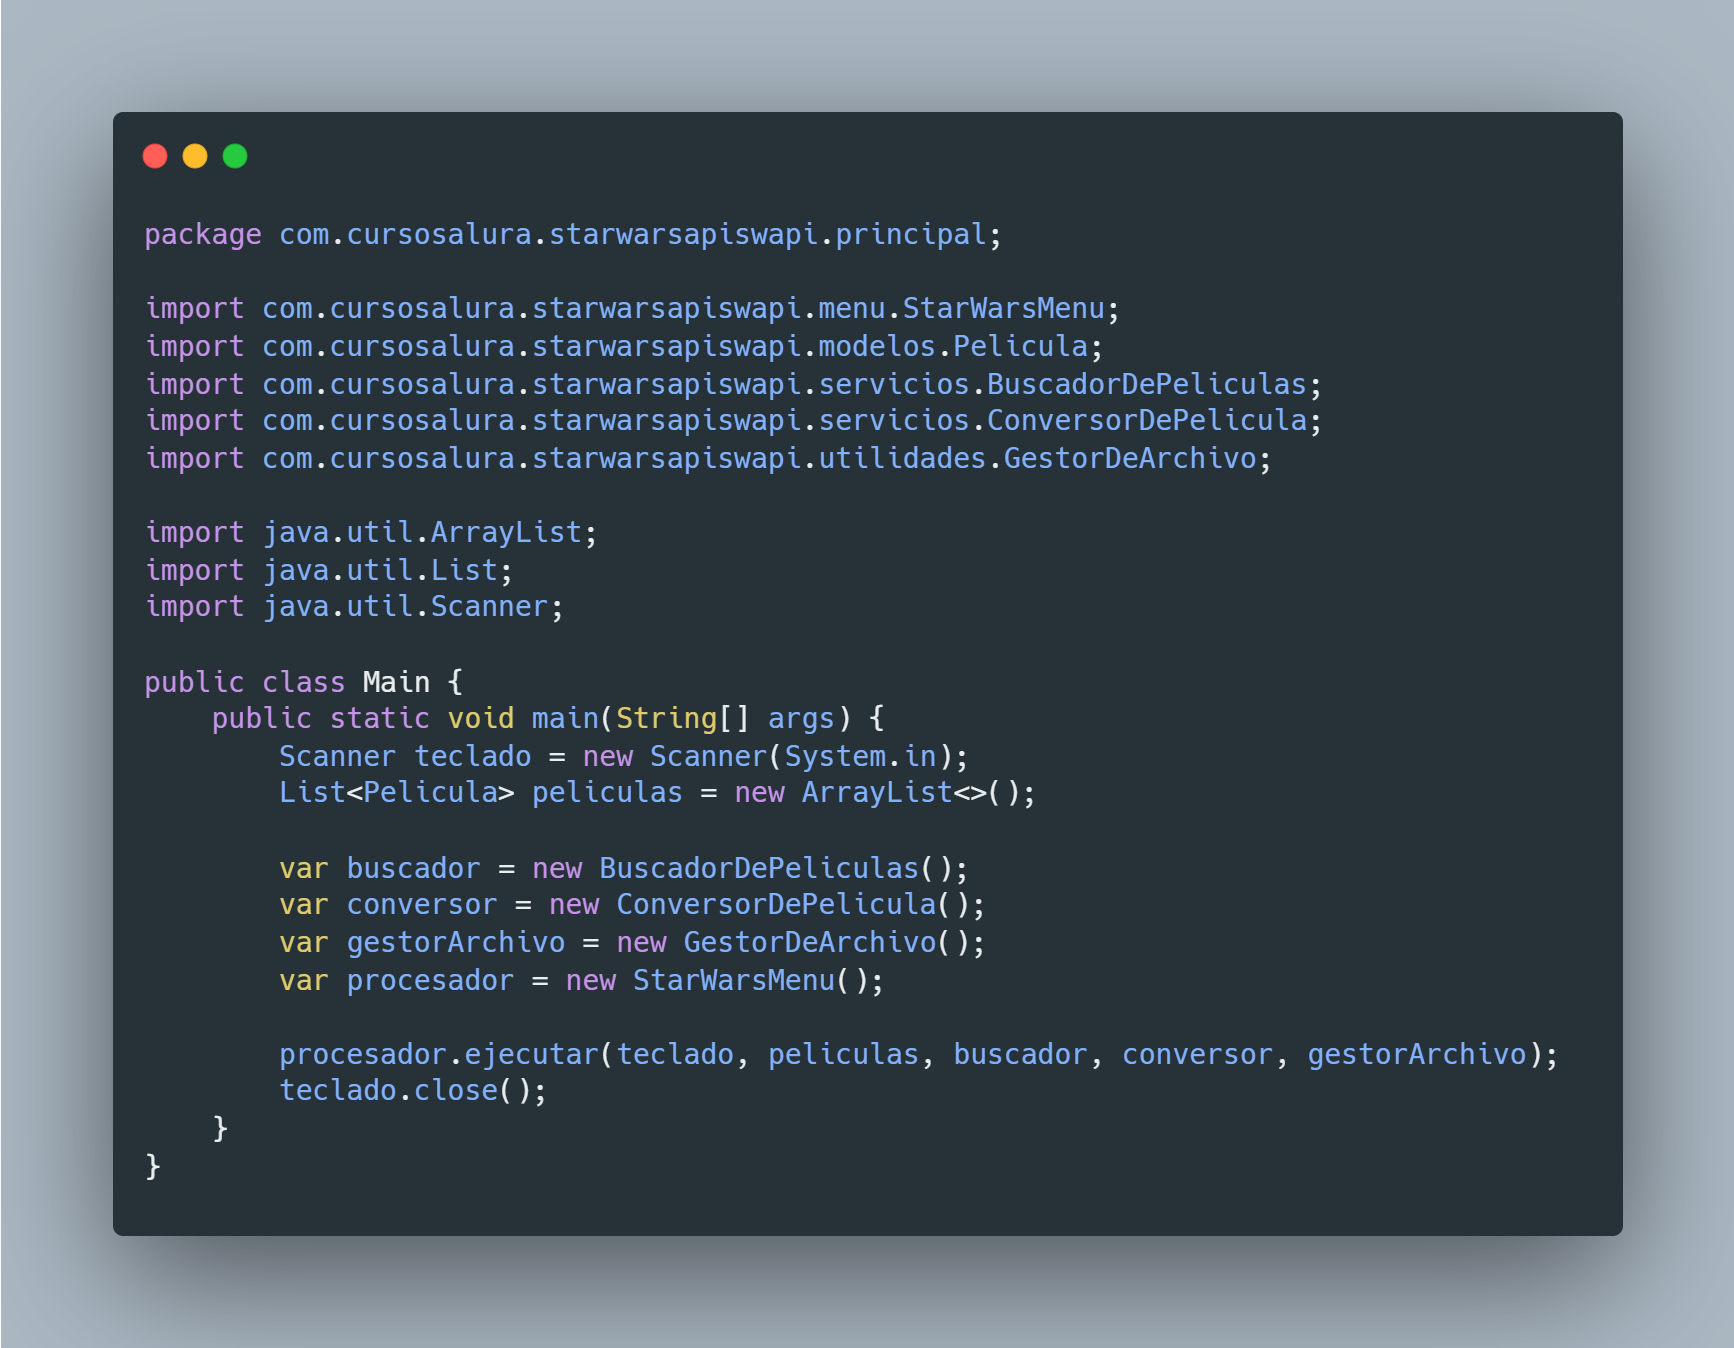 package com.cursosalura.starwarsapiswapi.principal;

import com.cursosalura.starwarsapiswapi.menu.StarWarsMenu;
import com.cursosalura.starwarsapiswapi.modelos.Pelicula;
import com.cursosalura.starwarsapiswapi.servicios.BuscadorDePeliculas;
import com.cursosalura.starwarsapiswapi.servicios.ConversorDePelicula;
import com.cursosalura.starwarsapiswapi.utilidades.GestorDeArchivo;

import java.util.ArrayList;
import java.util.List;
import java.util.Scanner;

public class Main {
    public static void main(String[] args) {
        Scanner teclado = new Scanner(System.in);
        List<Pelicula> peliculas = new ArrayList<>();

        var buscador = new BuscadorDePeliculas();
        var conversor = new ConversorDePelicula();
        var gestorArchivo = new GestorDeArchivo();
        var procesador = new StarWarsMenu();

        procesador.ejecutar(teclado, peliculas, buscador, conversor, gestorArchivo);
        teclado.close();
    }
}